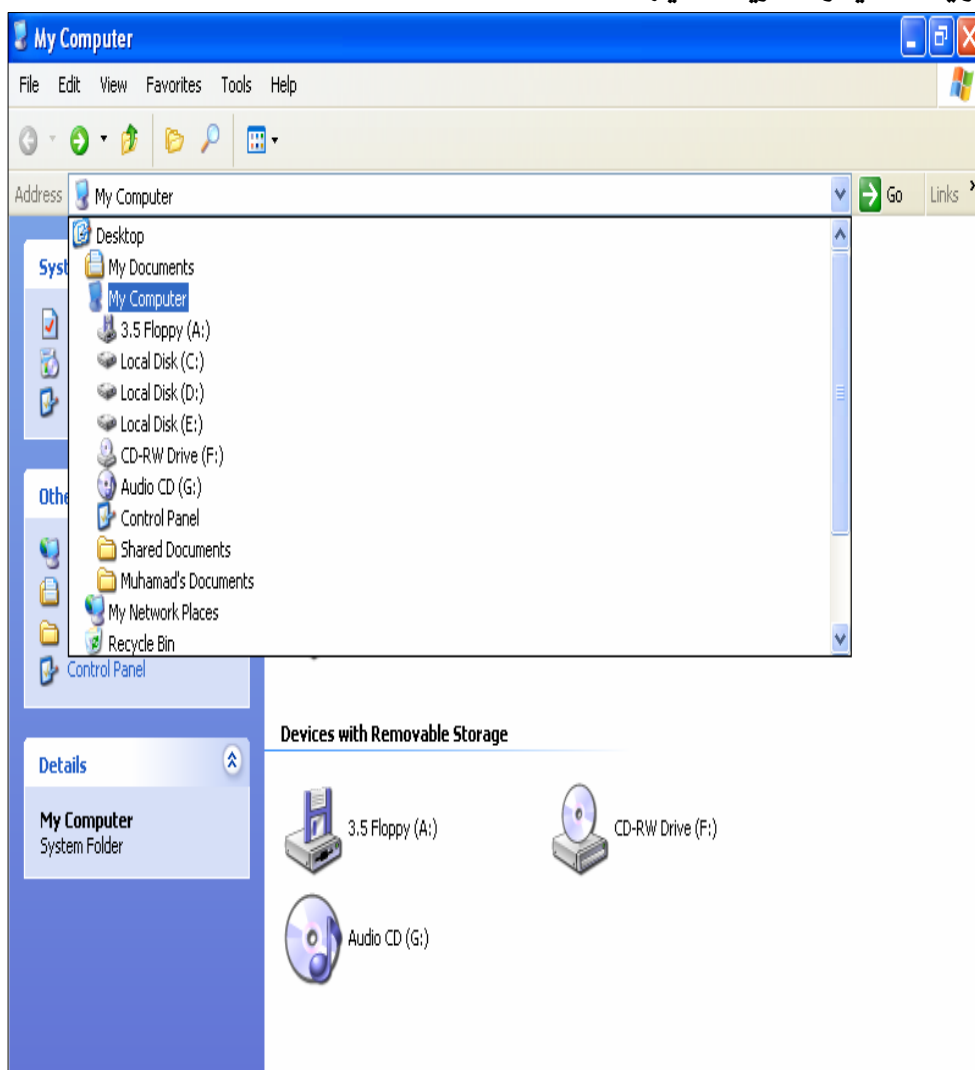 My Computer
File Edit View Favorites Tools Help
Address My Computer Go Links
Desktop
My Documents
My Computer
3.5 Floppy (A:)
Local Disk (C:)
Local Disk (D:)
Local Disk (E:)
CD-RW Drive (F:)
Audio CD (G:)
Control Panel
Shared Documents
Muhamad's Documents
My Network Places
Recycle Bin
Syst
Othe
Control Panel
Details
My Computer
System Folder
Devices with Removable Storage
3.5 Floppy (A:) CD-RW Drive (F:)
Audio CD (G:)